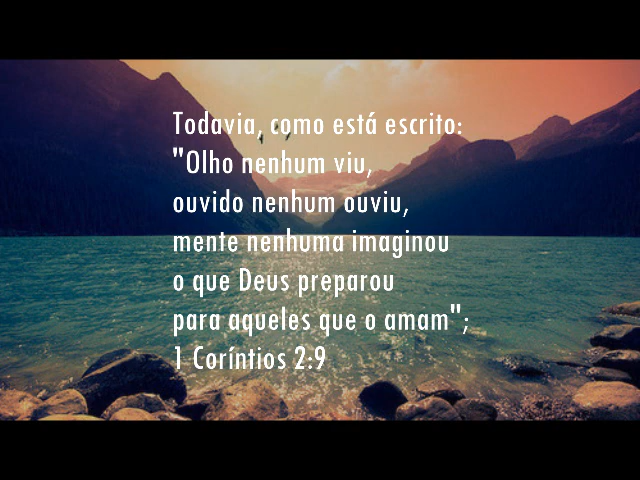 Todavia, como está escrito:
"Olho nenhum viu,
ouvido nenhum ouviu,
mente nenhuma imaginou
o que Deus preparou
para aqueles que o amam";
1 Coríntios 2:9